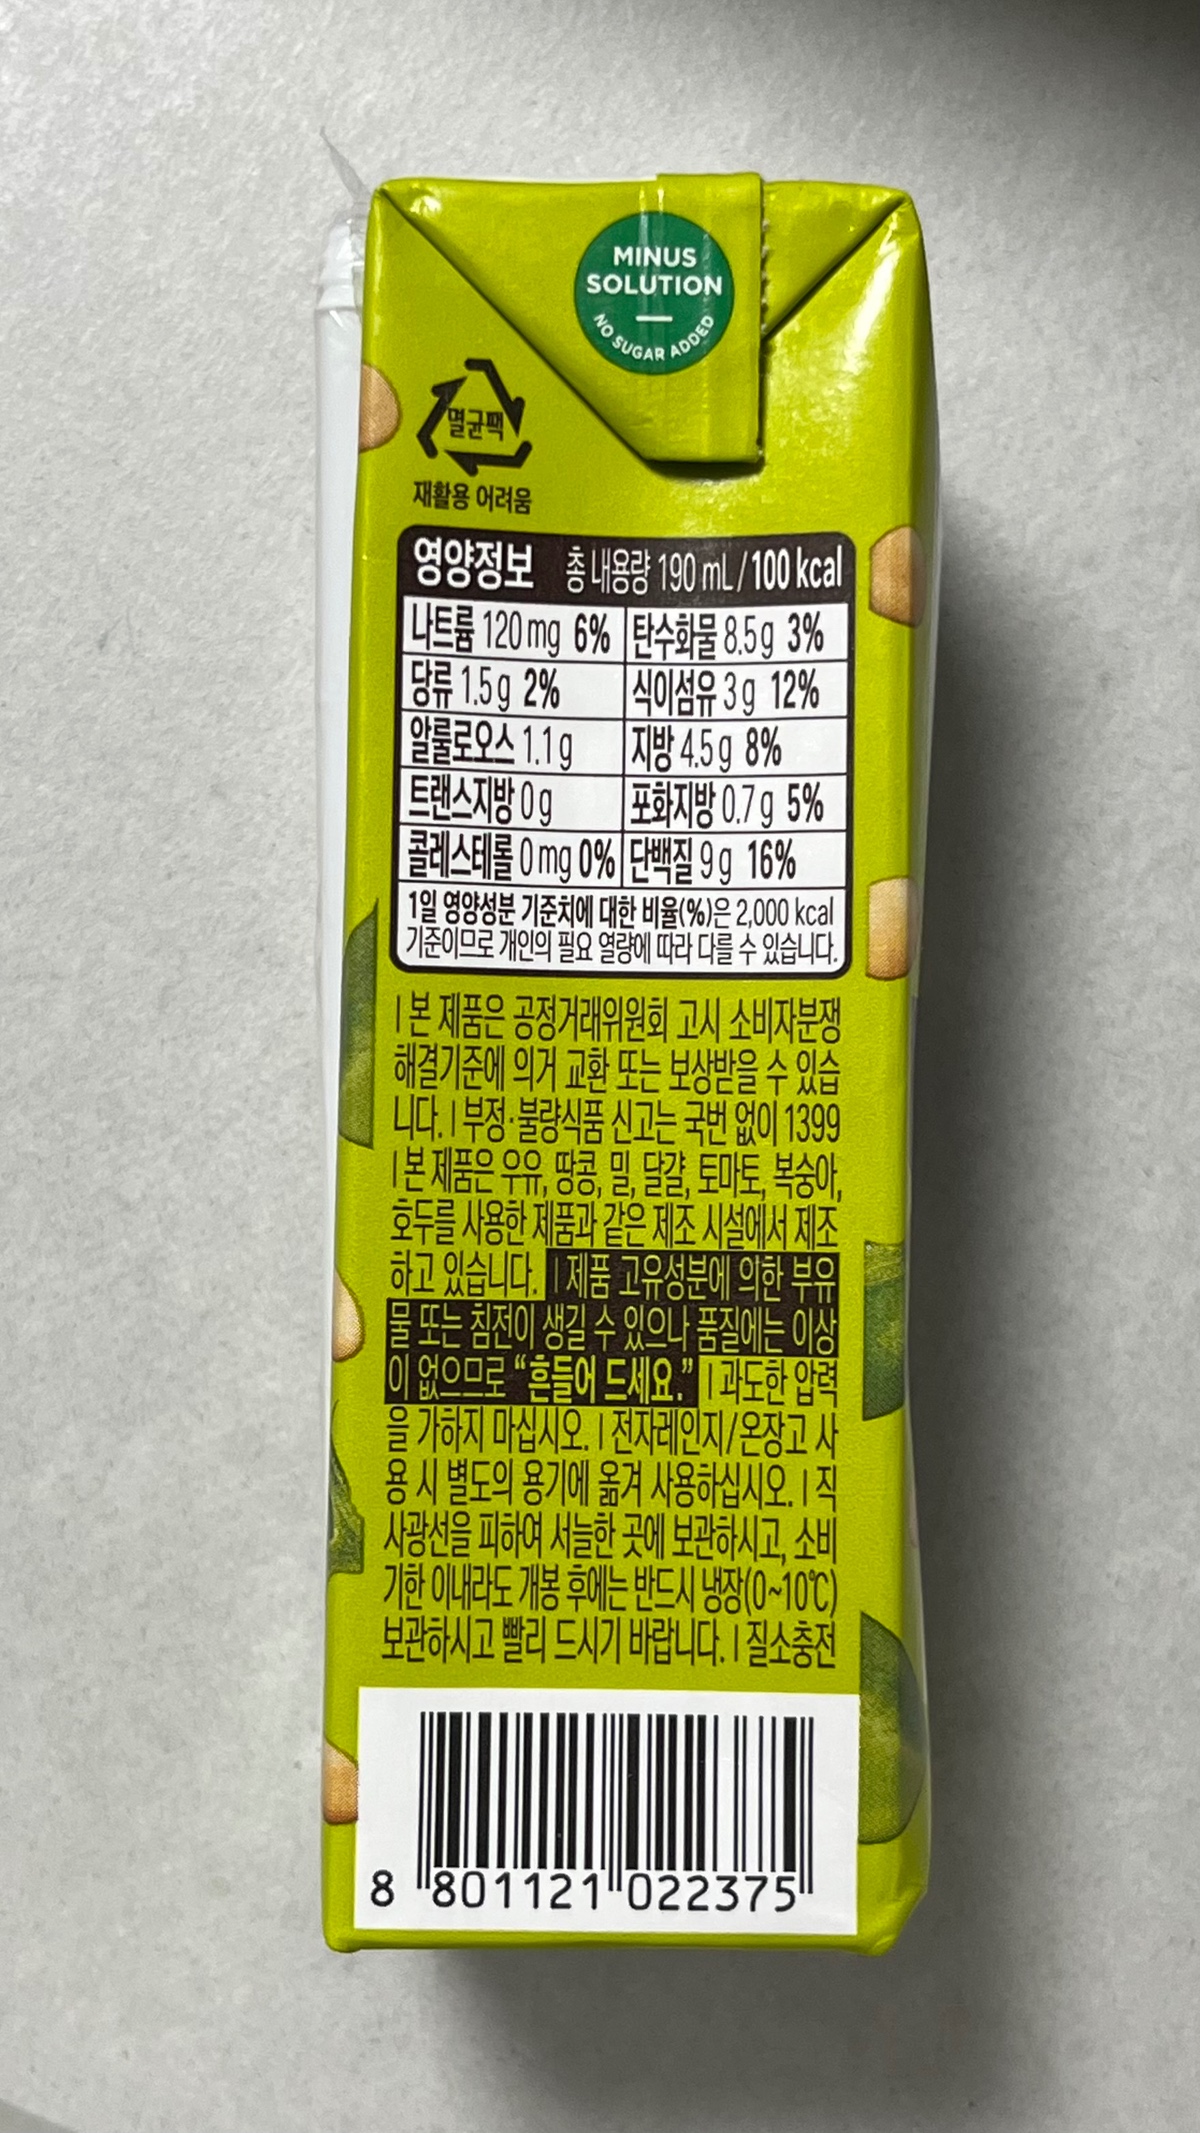 MINUS
SOLUTION
NO SUGAR ADDED
멸균팩
재활용 어려움
영양정보 총 내용량 190 mL / 100 kcal
나트륨 120 mg 6% 탄수화물 8.5 g 3%
당류 1.5 g 2% 식이섬유 3 g 12%
알룰로오스 1.1 g 지방 4.5 g 8%
트랜스지방 0 g 포화지방 0.7 g 5%
콜레스테롤 0 mg 0% 단백질 9 g 16%
1일 영양성분 기준치에 대한 비율(%)은 2,000 kcal
기준이므로 개인의 필요 열량에 따라 다를 수 있습니다.
| 본 제품은 공정거래위원회 고시 소비자분쟁
해결기준에 의거 교환 또는 보상받을 수 있습
니다. | 부정·불량식품 신고는 국번 없이 1399
| 본 제품은 우유, 땅콩, 밀, 달걀, 토마토, 복숭아,
호두를 사용한 제품과 같은 제조 시설에서 제조
하고 있습니다. | 제품 고유성분에 의한 부유
물 또는 침전이 생길 수 있으나 품질에는 이상
이 없으므로 “흔들어 드세요.” | 과도한 압력
을 가하지 마십시오. | 전자레인지/온장고 사
용 시 별도의 용기에 옮겨 사용하십시오. | 직
사광선을 피하여 서늘한 곳에 보관하시고, 소비
기한 이내라도 개봉 후에는 반드시 냉장(0~10℃)
보관하시고 빨리 드시기 바랍니다. | 질소충전
8 801121 022375